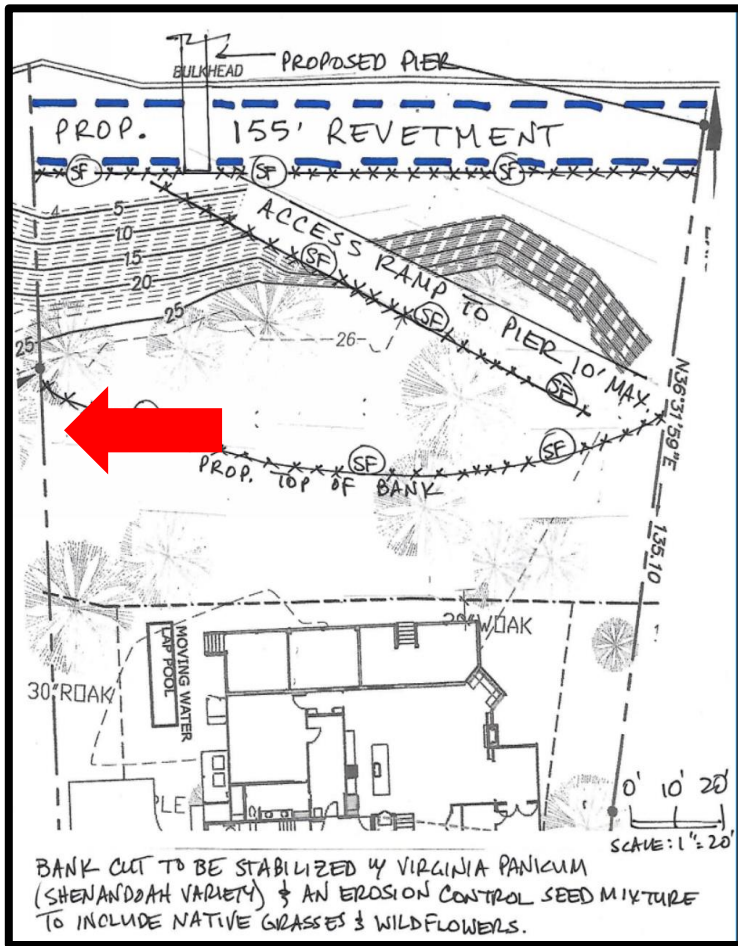 PROPOSED PIER
BULKHEAD
PROP. 155' REVETMENT
SF SF SF
4
5
10
15
20
25
25
26
ACCESS RAMP TO PIER 10' MAX.
SF
SF
SF
SF
SF
PROP. TOP OF BANK
N36°31'59"E 135.10
W.OAK
MOVING WATER
LAP POOL
30"ROAK
PLE
0' 10' 20'
SCALE: 1"=20'
BANK CUT TO BE STABILIZED W/ VIRGINIA PANICUM
(SHENANDOAH VARIETY) & AN EROSION CONTROL SEED MIXTURE
TO INCLUDE NATIVE GRASSES & WILDFLOWERS.